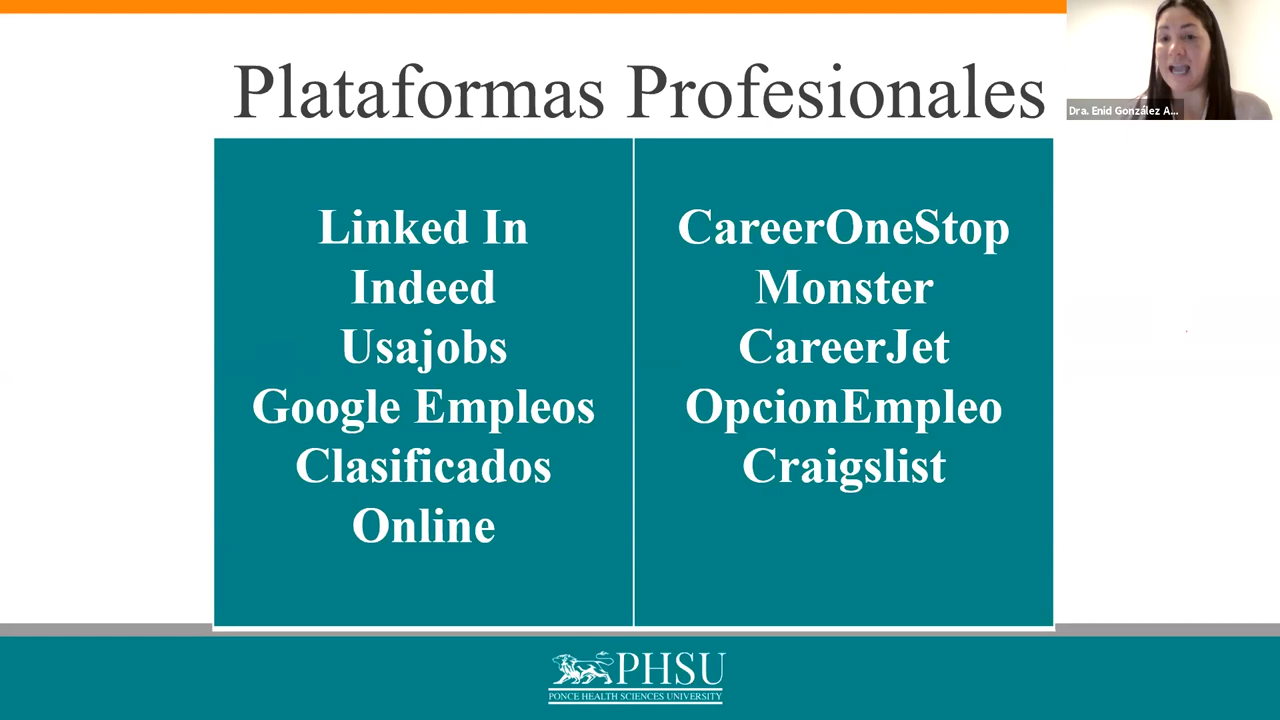 Plataformas Profesionales
Linked In
Indeed
Usajobs
Google Empleos
Clasificados
Online
CareerOneStop
Monster
CareerJet
OpcionEmpleo
Craigslist
Dra. Enid González A...
PHSU
PONCE HEALTH SCIENCES UNIVERSITY